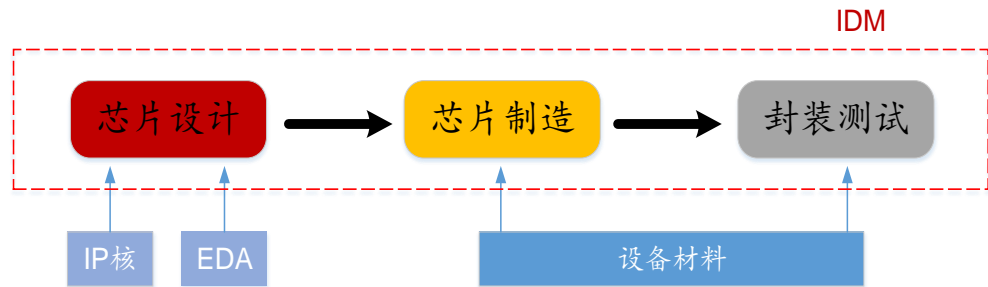 IDM
芯片设计
芯片制造
封装测试
IP核
EDA
设备材料